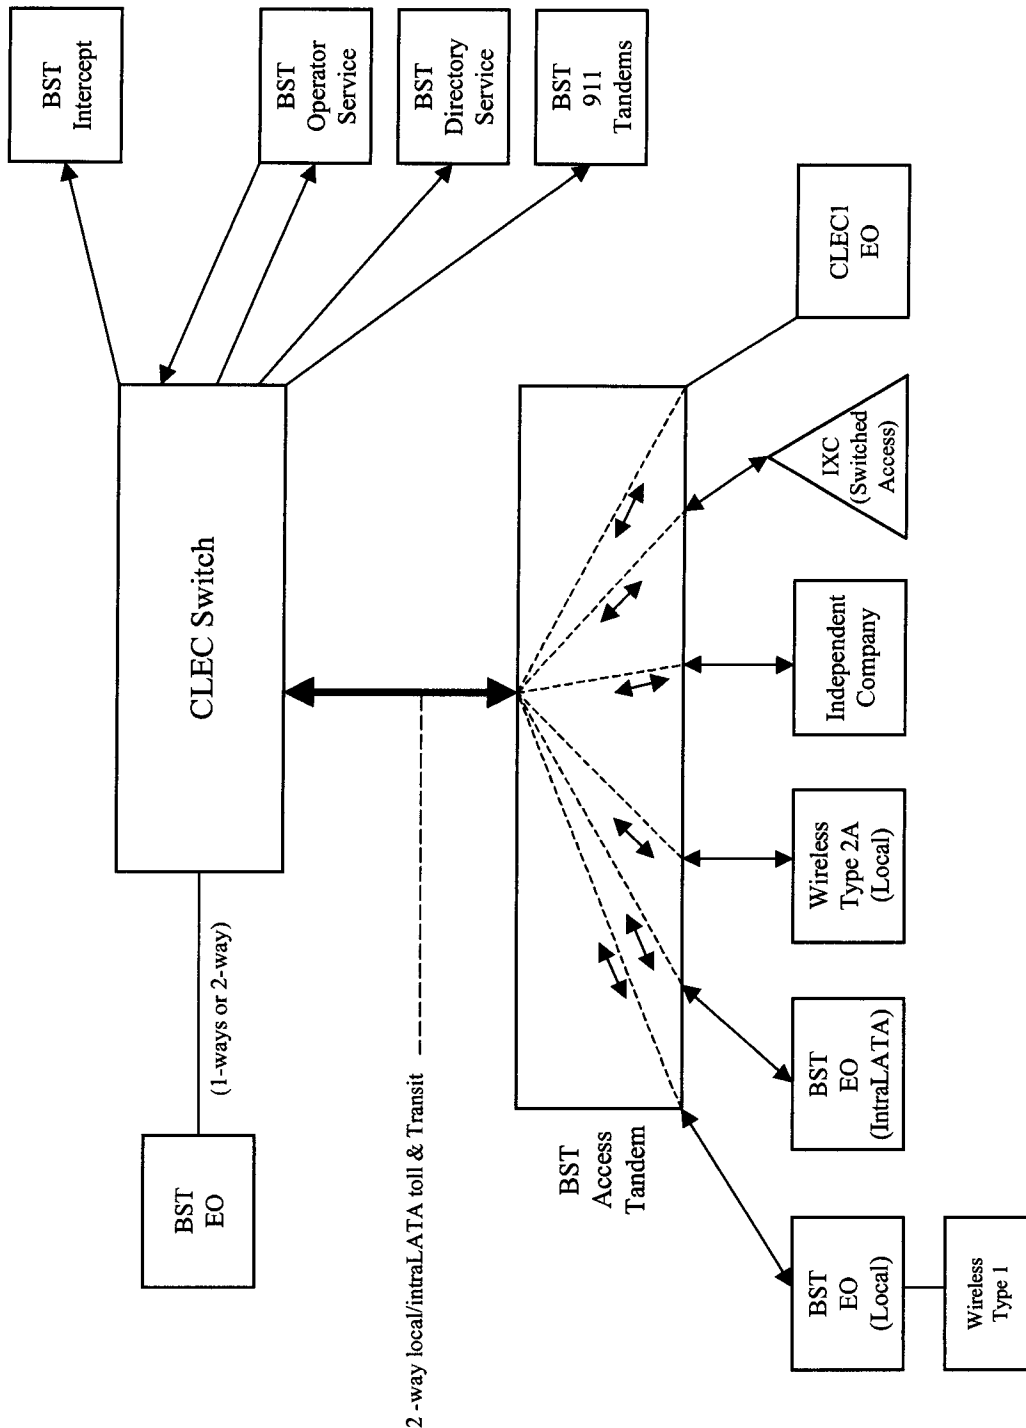 BST
EO
(1-ways or 2-way)
CLEC Switch
BST
Intercept
BST
Operator
Service
BST
Directory
Service
BST
911
Tandems
2 -way local/intraLATA toll & Transit
BST
Access
Tandem
BST
EO
(Local)
Wireless
Type 1
BST
EO
(IntraLATA)
Wireless
Type 2A
(Local)
Independent
Company
IXC
(Switched
Access)
CLEC1
EO